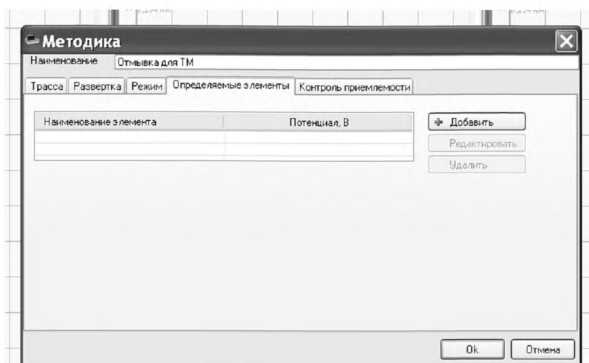 Методика
Наименование Отмывка для ТМ
Трасса Развертка Режим Определяемые элементы Контроль приемлемости
Наименование элемента Потенциал, В
Добавить
Редактировать
Удалить
Ok Отмена